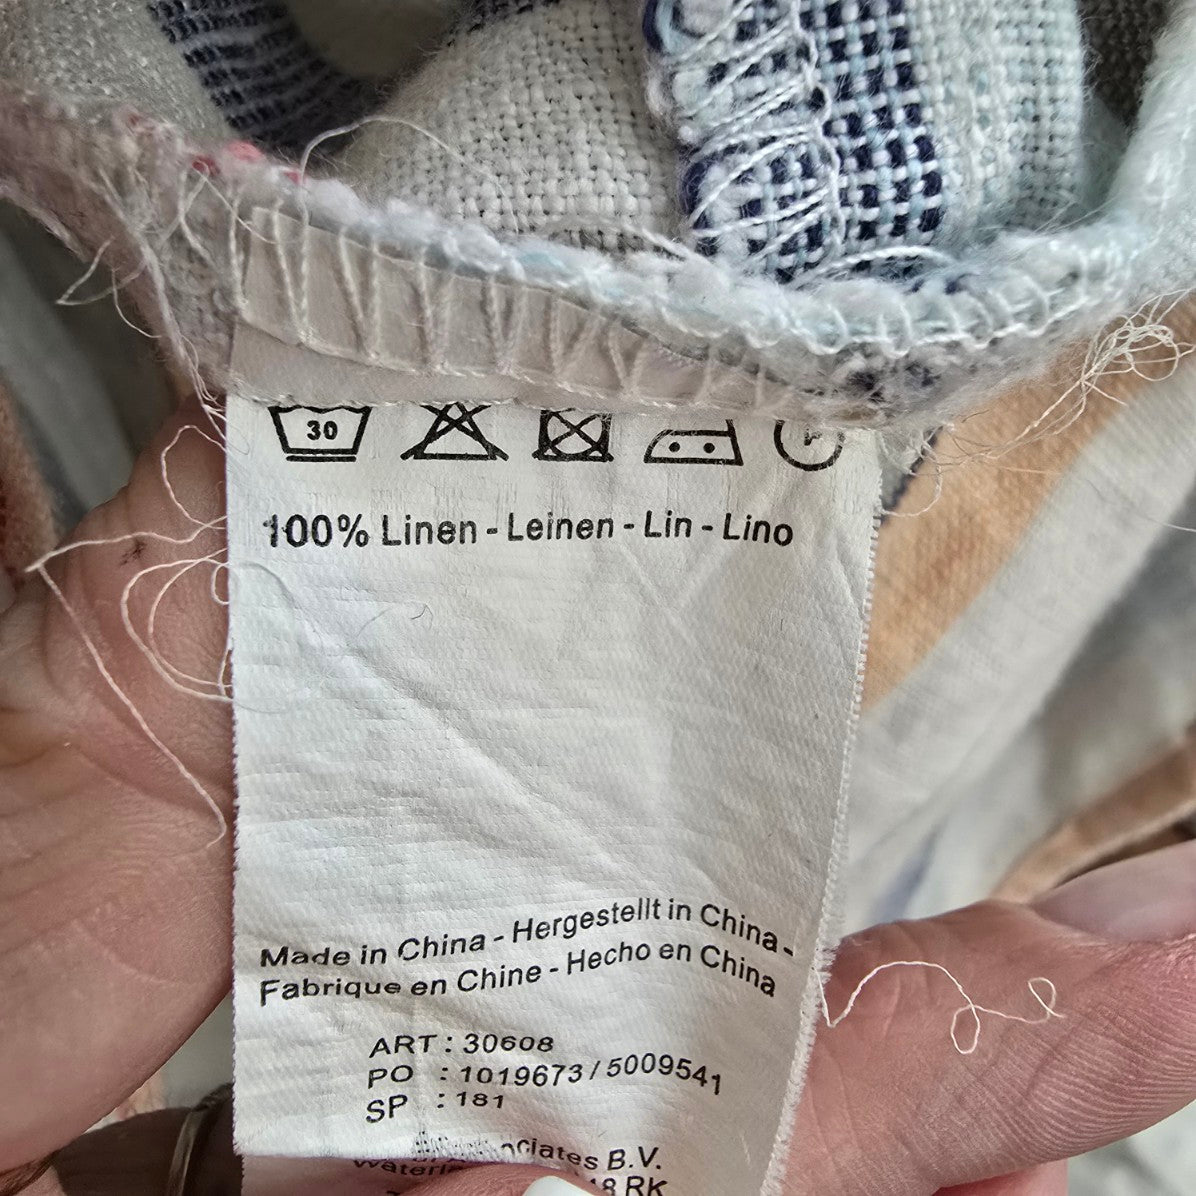 30
100% Linen - Leinen - Lin - Lino
Made in China - Hergestellt in China -
Fabrique en Chine - Hecho en China
ART : 30608
PO : 1019673 / 5009541
SP : 181
B.V.
RK